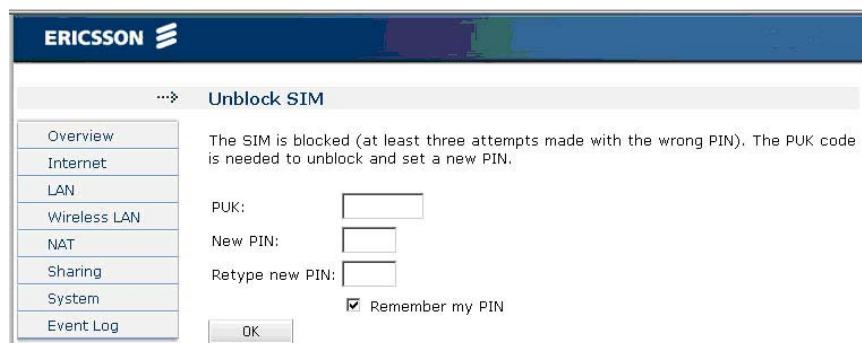 ERICSSON
Unblock SIM
Overview
Internet
LAN
Wireless LAN
NAT
Sharing
System
Event Log
The SIM is blocked (at least three attempts made with the wrong PIN). The PUK code
is needed to unblock and set a new PIN.
PUK:
New PIN:
Retype new PIN:
Remember my PIN
OK